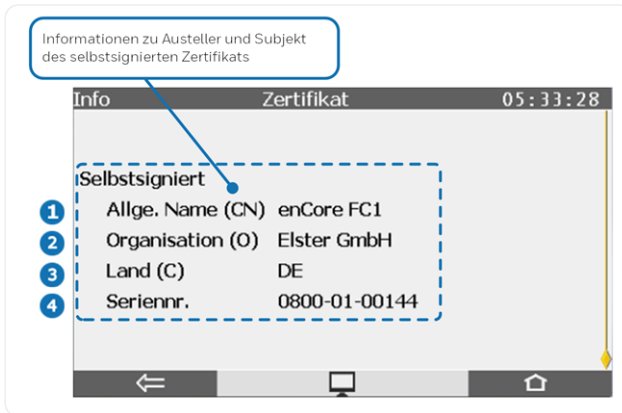 Informationen zu Austeller und Subjekt
des selbstsignierten Zertifikats
Info Zertifikat 05:33:28
Selbstsigniert
1 Allge. Name (CN) enCore FC1
2 Organisation (O) Elster GmbH
3 Land (C) DE
4 Seriennr. 0800-01-00144